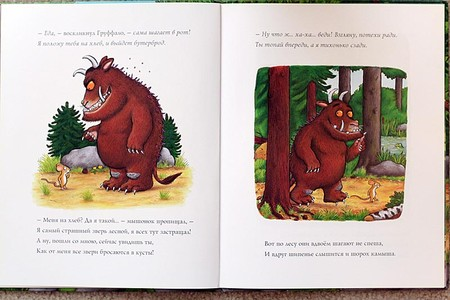 – Еда, – воскликнул Груффало, – сама шагает в рот!
Я положу тебя на хлеб, и выйдет бутерброд.
– Меня на хлеб? Да я такой... – мышонок пропищал, –
Я самый страшный зверь лесной, я всех тут застращал!
А ну, пошли со мною, сейчас увидишь ты,
Как от меня все звери бросаются в кусты!
– Ну что ж... ха-ха... веди! Взгляну, потехи ради.
Ты топай впереди, а я тихонько сзади.
Вот по лесу они вдвоём шагают не спеша,
И вдруг шипенье слышится и шорох камыша.